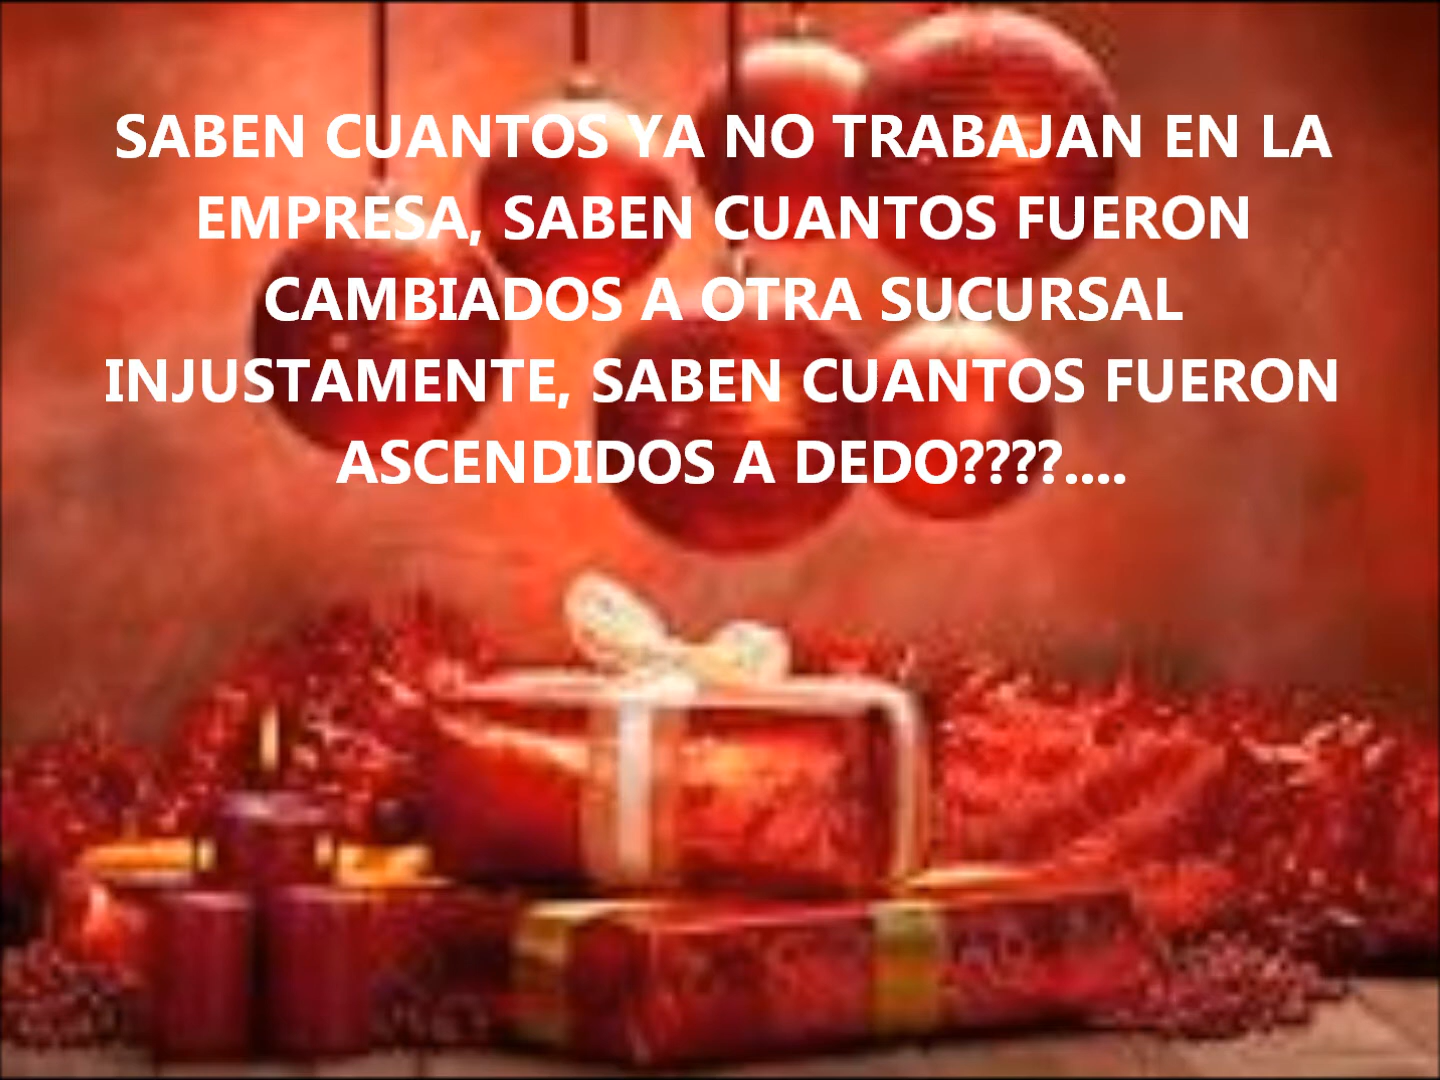 SABEN CUANTOS YA NO TRABAJAN EN LA
EMPRESA, SABEN CUANTOS FUERON
CAMBIADOS A OTRA SUCURSAL
INJUSTAMENTE, SABEN CUANTOS FUERON
ASCENDIDOS A DEDO????....